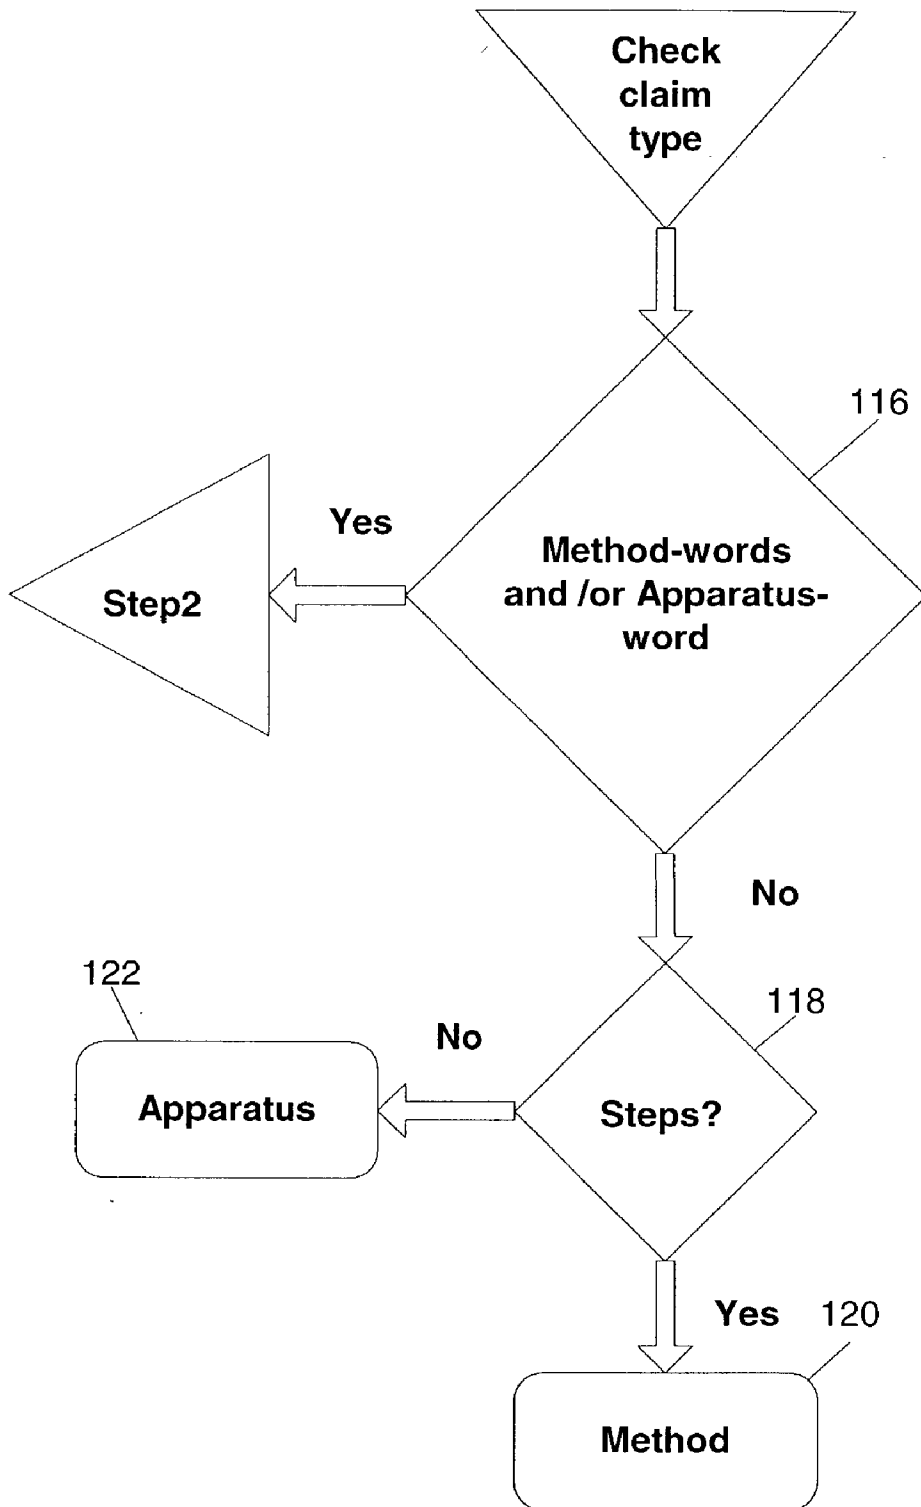 Check
claim
type
116
Yes
Method-words
and /or Apparatus-
word
Step2
No
122
118
No
Apparatus
Steps?
Yes
120
Method